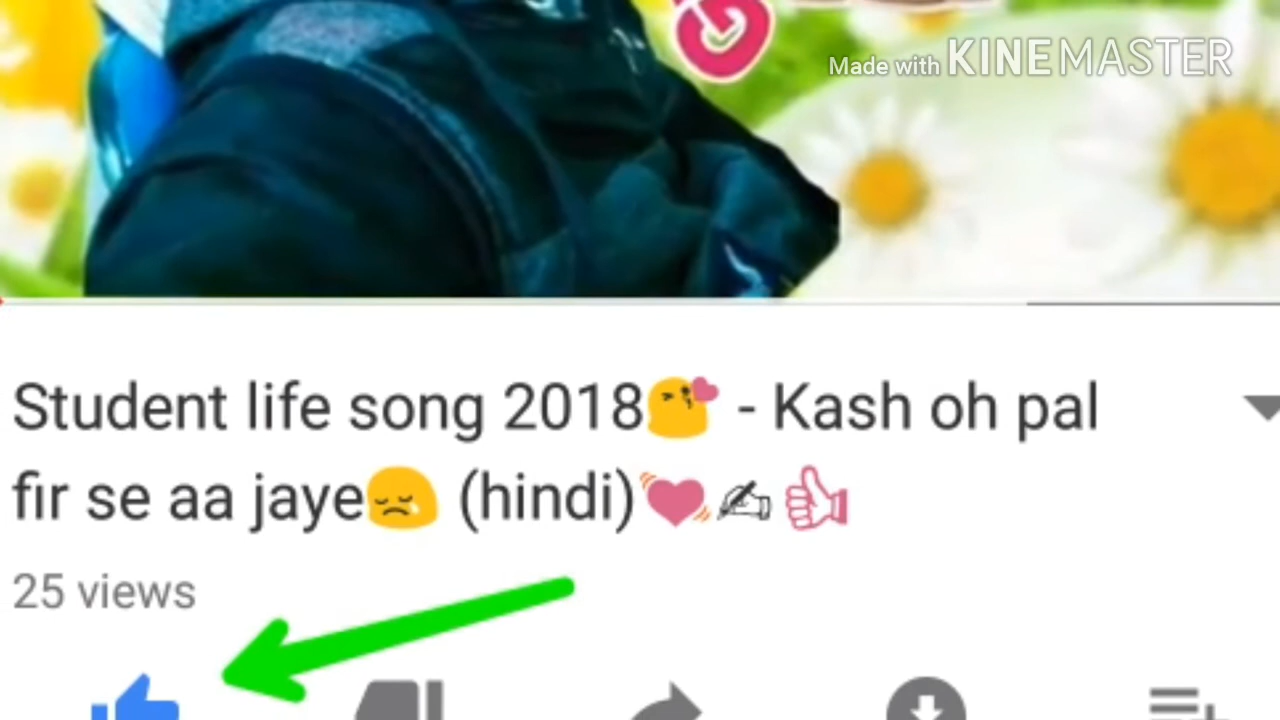 Made with KINEMASTER
Student life song 2018😘 - Kash oh pal
fir se aa jaye😢 (hindi)💓✍👍
25 views